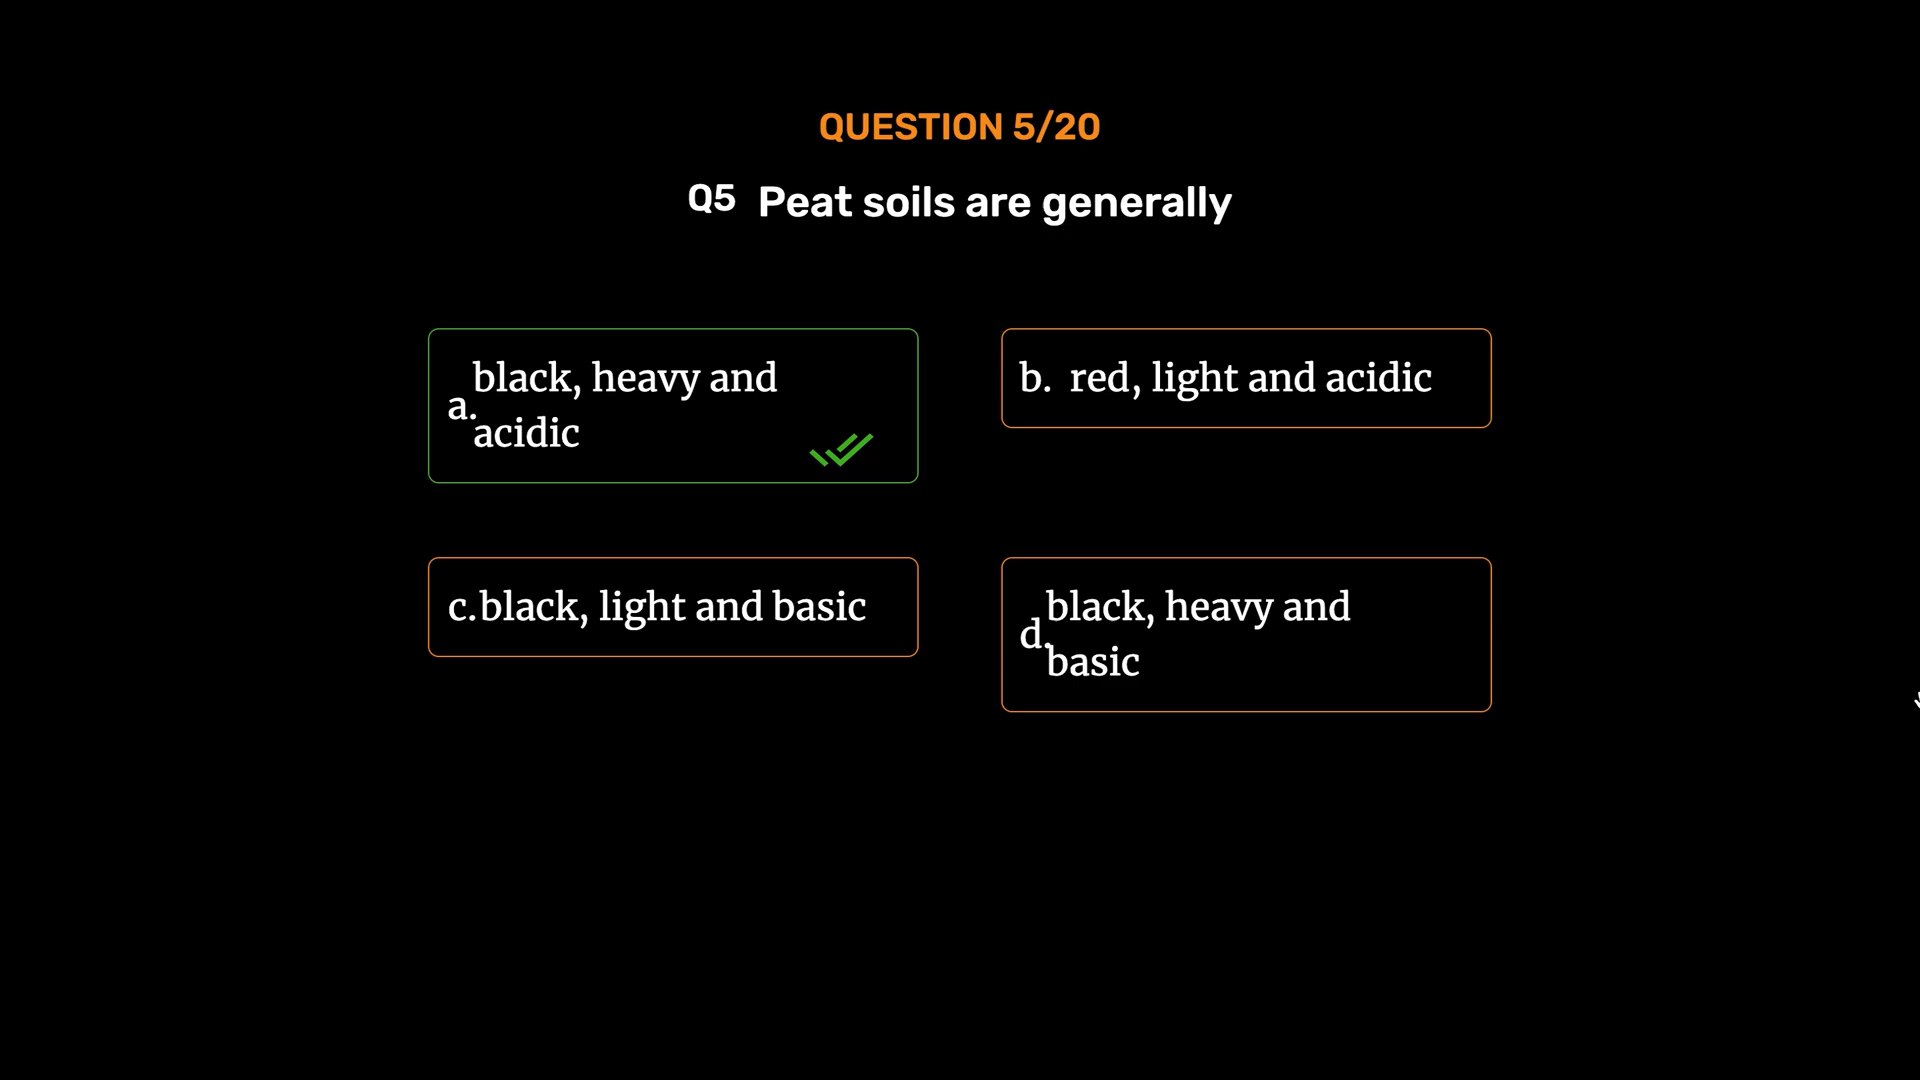 QUESTION 5/20
Q5 Peat soils are generally
a. black, heavy and
acidic
b. red, light and acidic
c. black, light and basic
d. black, heavy and
basic